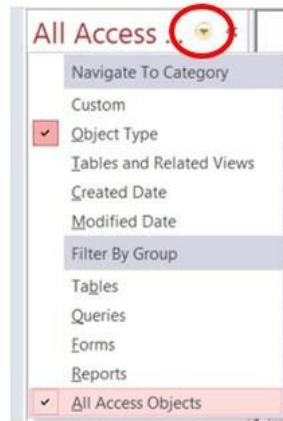 All Access ...
Navigate To Category
Custom
Object Type
Tables and Related Views
Created Date
Modified Date
Filter By Group
Tables
Queries
Forms
Reports
All Access Objects